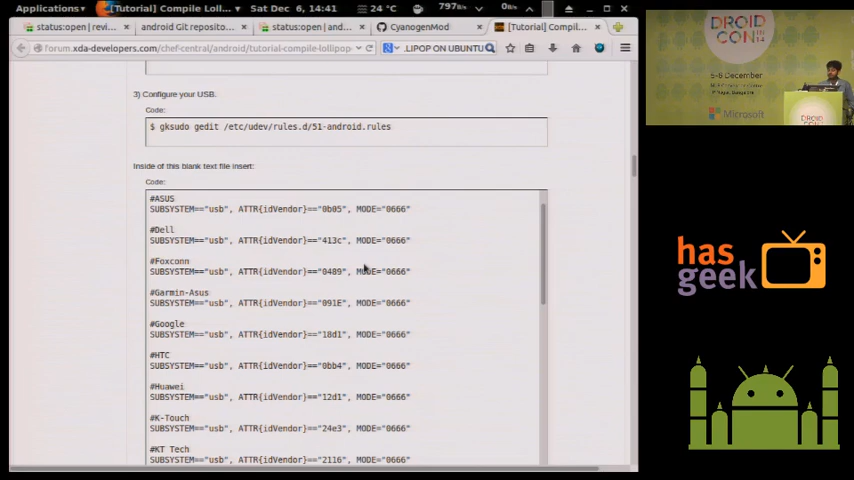 Applications▾
[Tutorial] Compile Loll...
Sat Dec 6, 14:41
24 °C
797B/s
0B/s
status:open | revi...
android Git reposito...
status:open | and...
CyanogenMod
[Tutorial] Compil...
forum.xda-developers.com/chef-central/android/tutorial-compile-lollipop-
.LIPOP ON UBUNTU
3) Configure your USB.
Code:
$ gksudo gedit /etc/udev/rules.d/51-android.rules
Inside of this blank text file insert:
Code:
#ASUS
SUBSYSTEM=="usb", ATTR{idVendor}=="0b05", MODE="0666"
#Dell
SUBSYSTEM=="usb", ATTR{idVendor}=="413c", MODE="0666"
#Foxconn
SUBSYSTEM=="usb", ATTR{idVendor}=="0489", MODE="0666"
#Garmin-Asus
SUBSYSTEM=="usb", ATTR{idVendor}=="091E", MODE="0666"
#Google
SUBSYSTEM=="usb", ATTR{idVendor}=="18d1", MODE="0666"
#HTC
SUBSYSTEM=="usb", ATTR{idVendor}=="0bb4", MODE="0666"
#Huawei
SUBSYSTEM=="usb", ATTR{idVendor}=="12d1", MODE="0666"
#K-Touch
SUBSYSTEM=="usb", ATTR{idVendor}=="24e3", MODE="0666"
#KT Tech
SUBSYSTEM=="usb", ATTR{idVendor}=="2116", MODE="0666"
DROID
CON
IN
14
5-6 December
Microsoft
has
geek